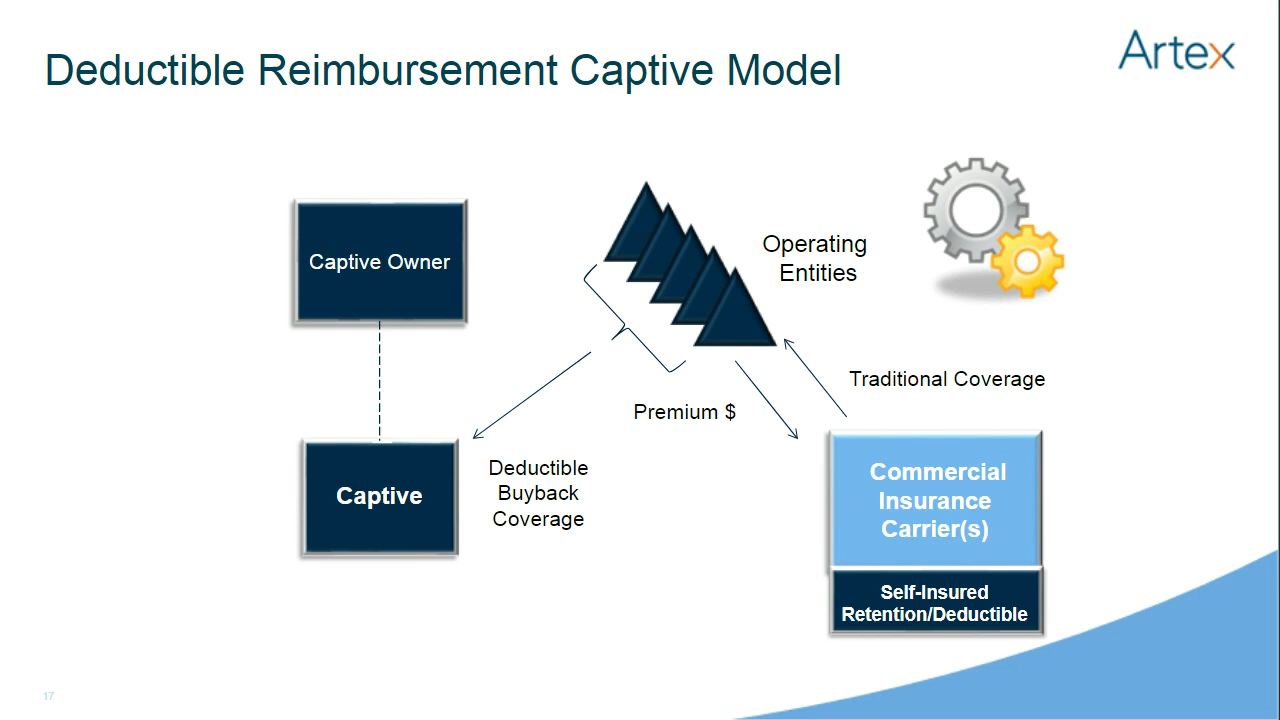 Deductible Reimbursement Captive Model
Artex
Captive Owner
Operating
Entities
Traditional Coverage
Premium $
Captive
Deductible
Buyback
Coverage
Commercial
Insurance
Carrier(s)
Self-Insured
Retention/Deductible
17